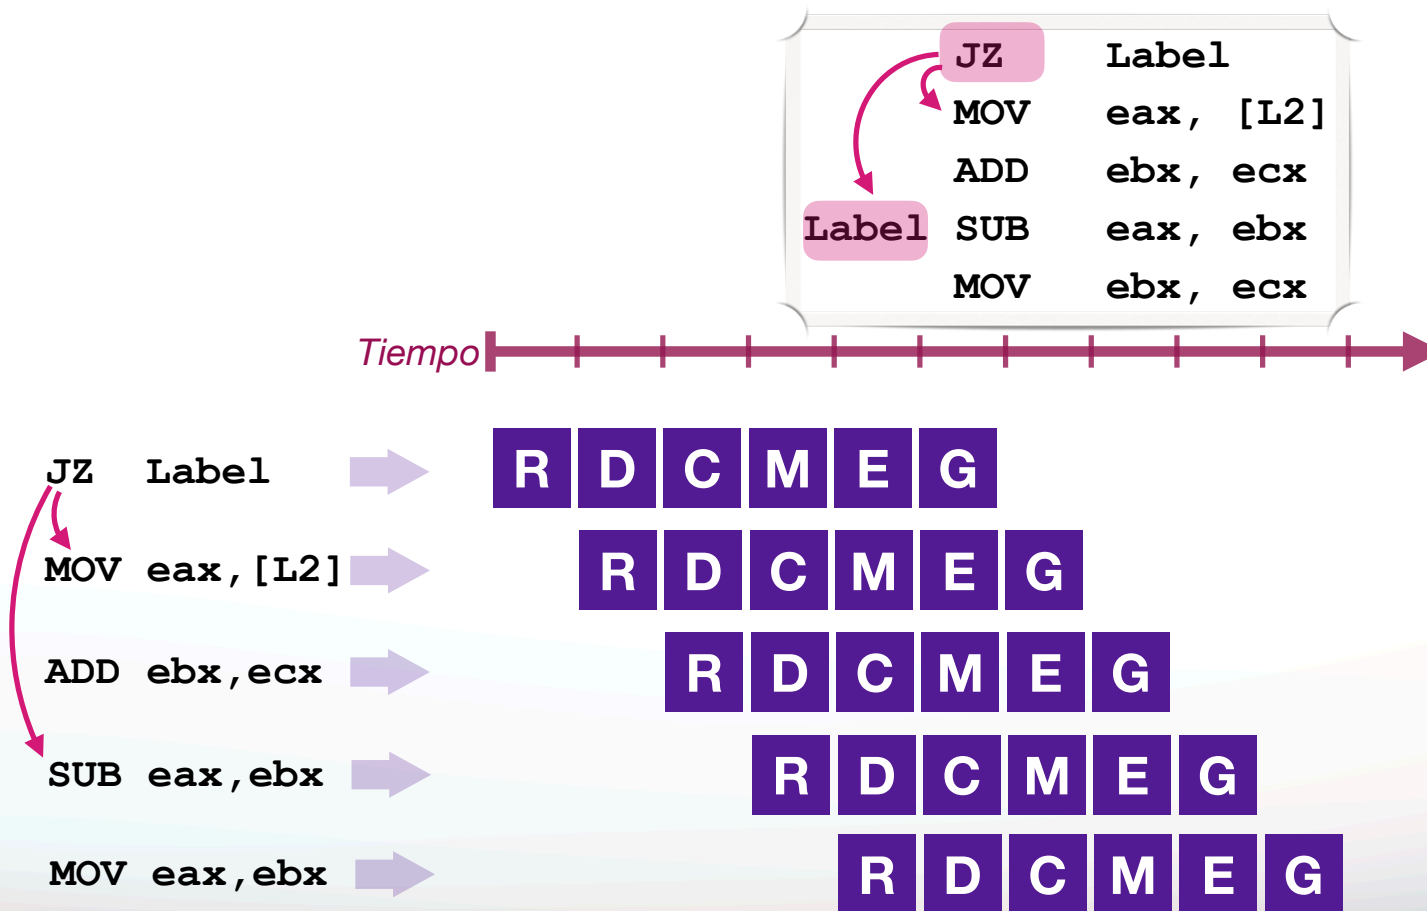 JZ Label
MOV eax, [L2]
ADD ebx, ecx
Label SUB eax, ebx
MOV ebx, ecx
Tiempo
JZ Label R D C M E G
MOV eax,[L2] R D C M E G
ADD ebx,ecx R D C M E G
SUB eax,ebx R D C M E G
MOV eax,ebx R D C M E G